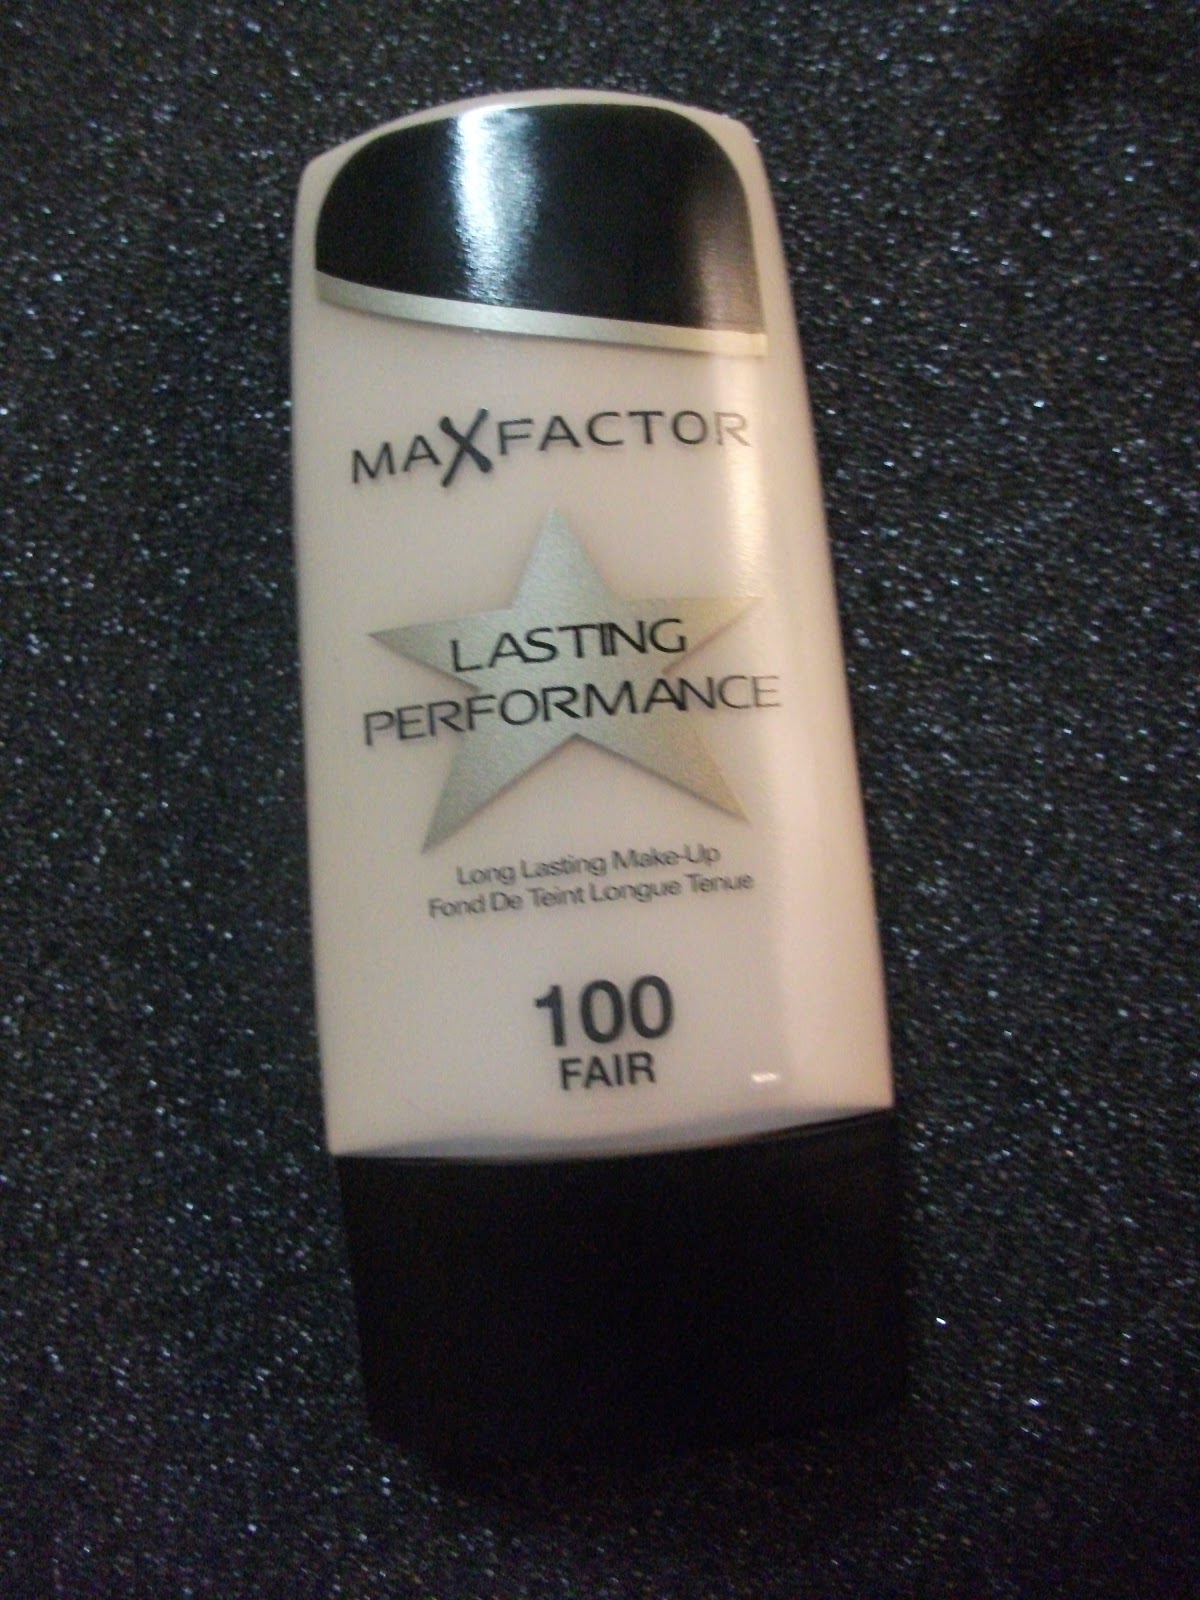 MAXFACTOR
LASTING
PERFORMANCE
Long Lasting Make-Up
Fond De Teint Longue Tenue
100
FAIR